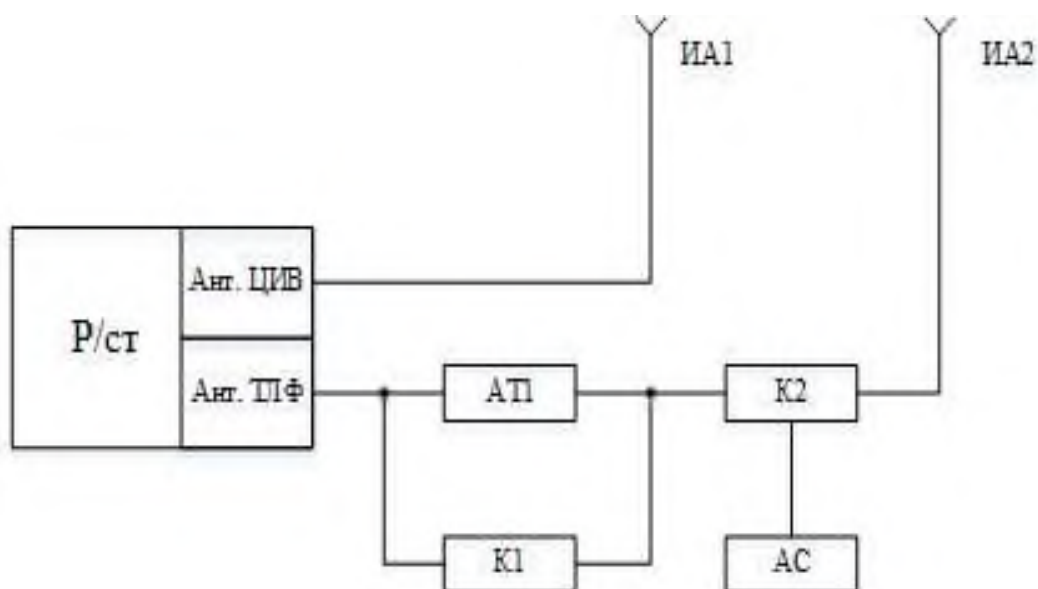 ИА1
ИА2
Ант. ЦИВ
Р/ст
Ант. ТЛФ
АТ1
К2
К1
АС